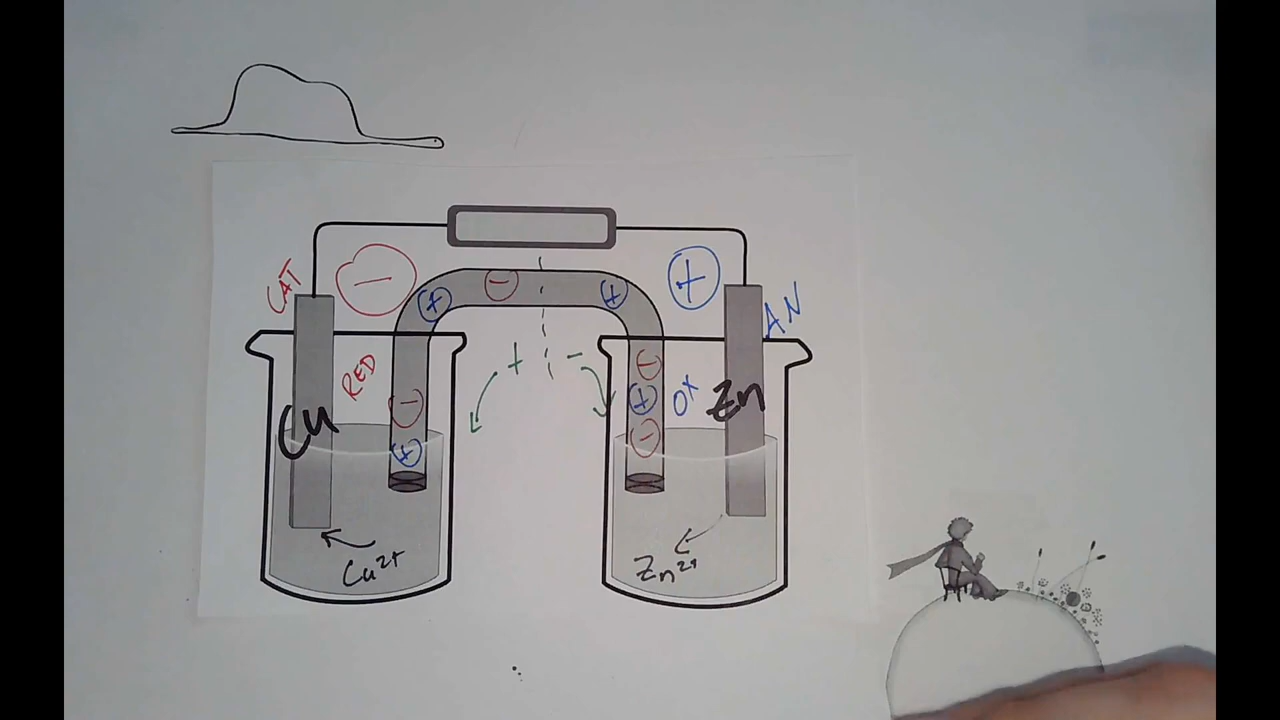 CAT
−
+
−
+
+
AN
RED
+ −
−
Cu
−
+
OX
Zn
+
−
Cu²⁺
Zn²⁺